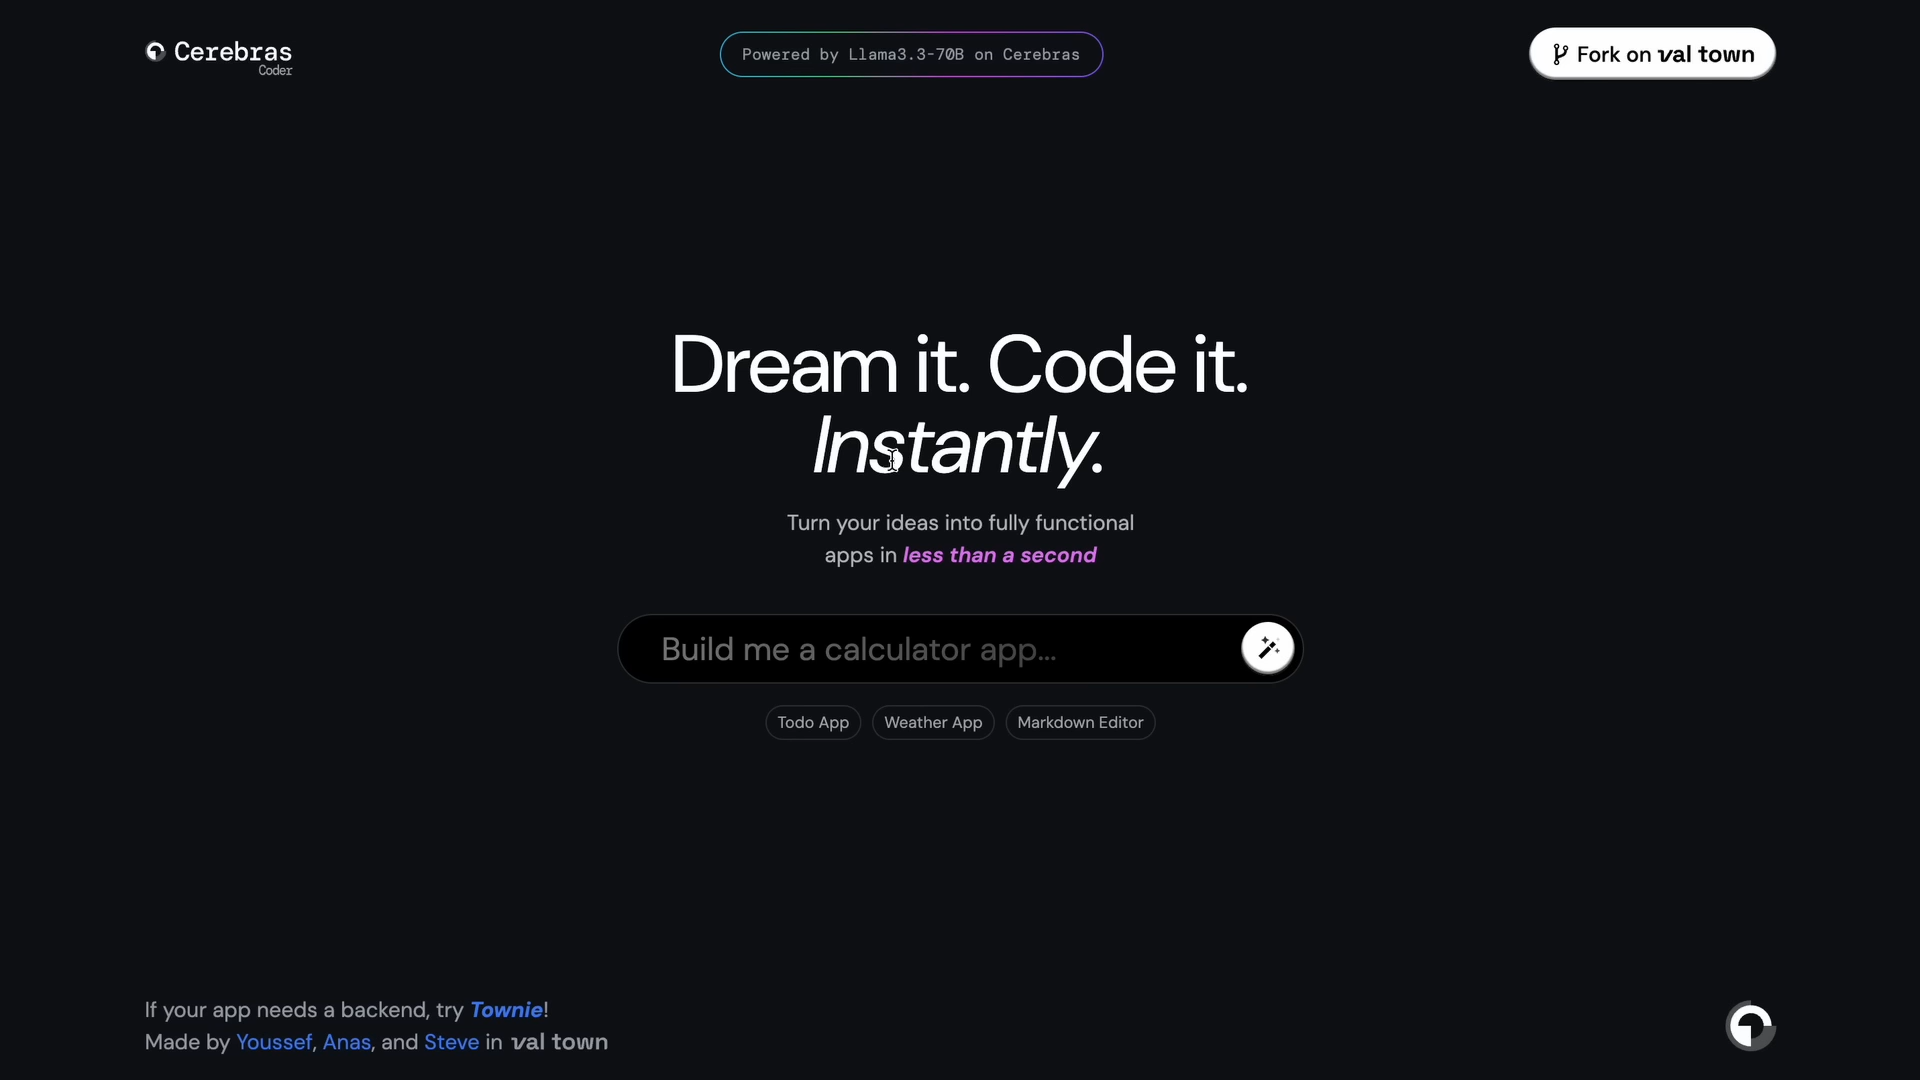 Cerebras
Coder
Powered by Llama3.3-70B on Cerebras
Fork on val town
Dream it. Code it.
Instantly.
Turn your ideas into fully functional
apps in less than a second
Build me a calculator app...
Todo App
Weather App
Markdown Editor
If your app needs a backend, try Townie!
Made by Youssef, Anas, and Steve in val town